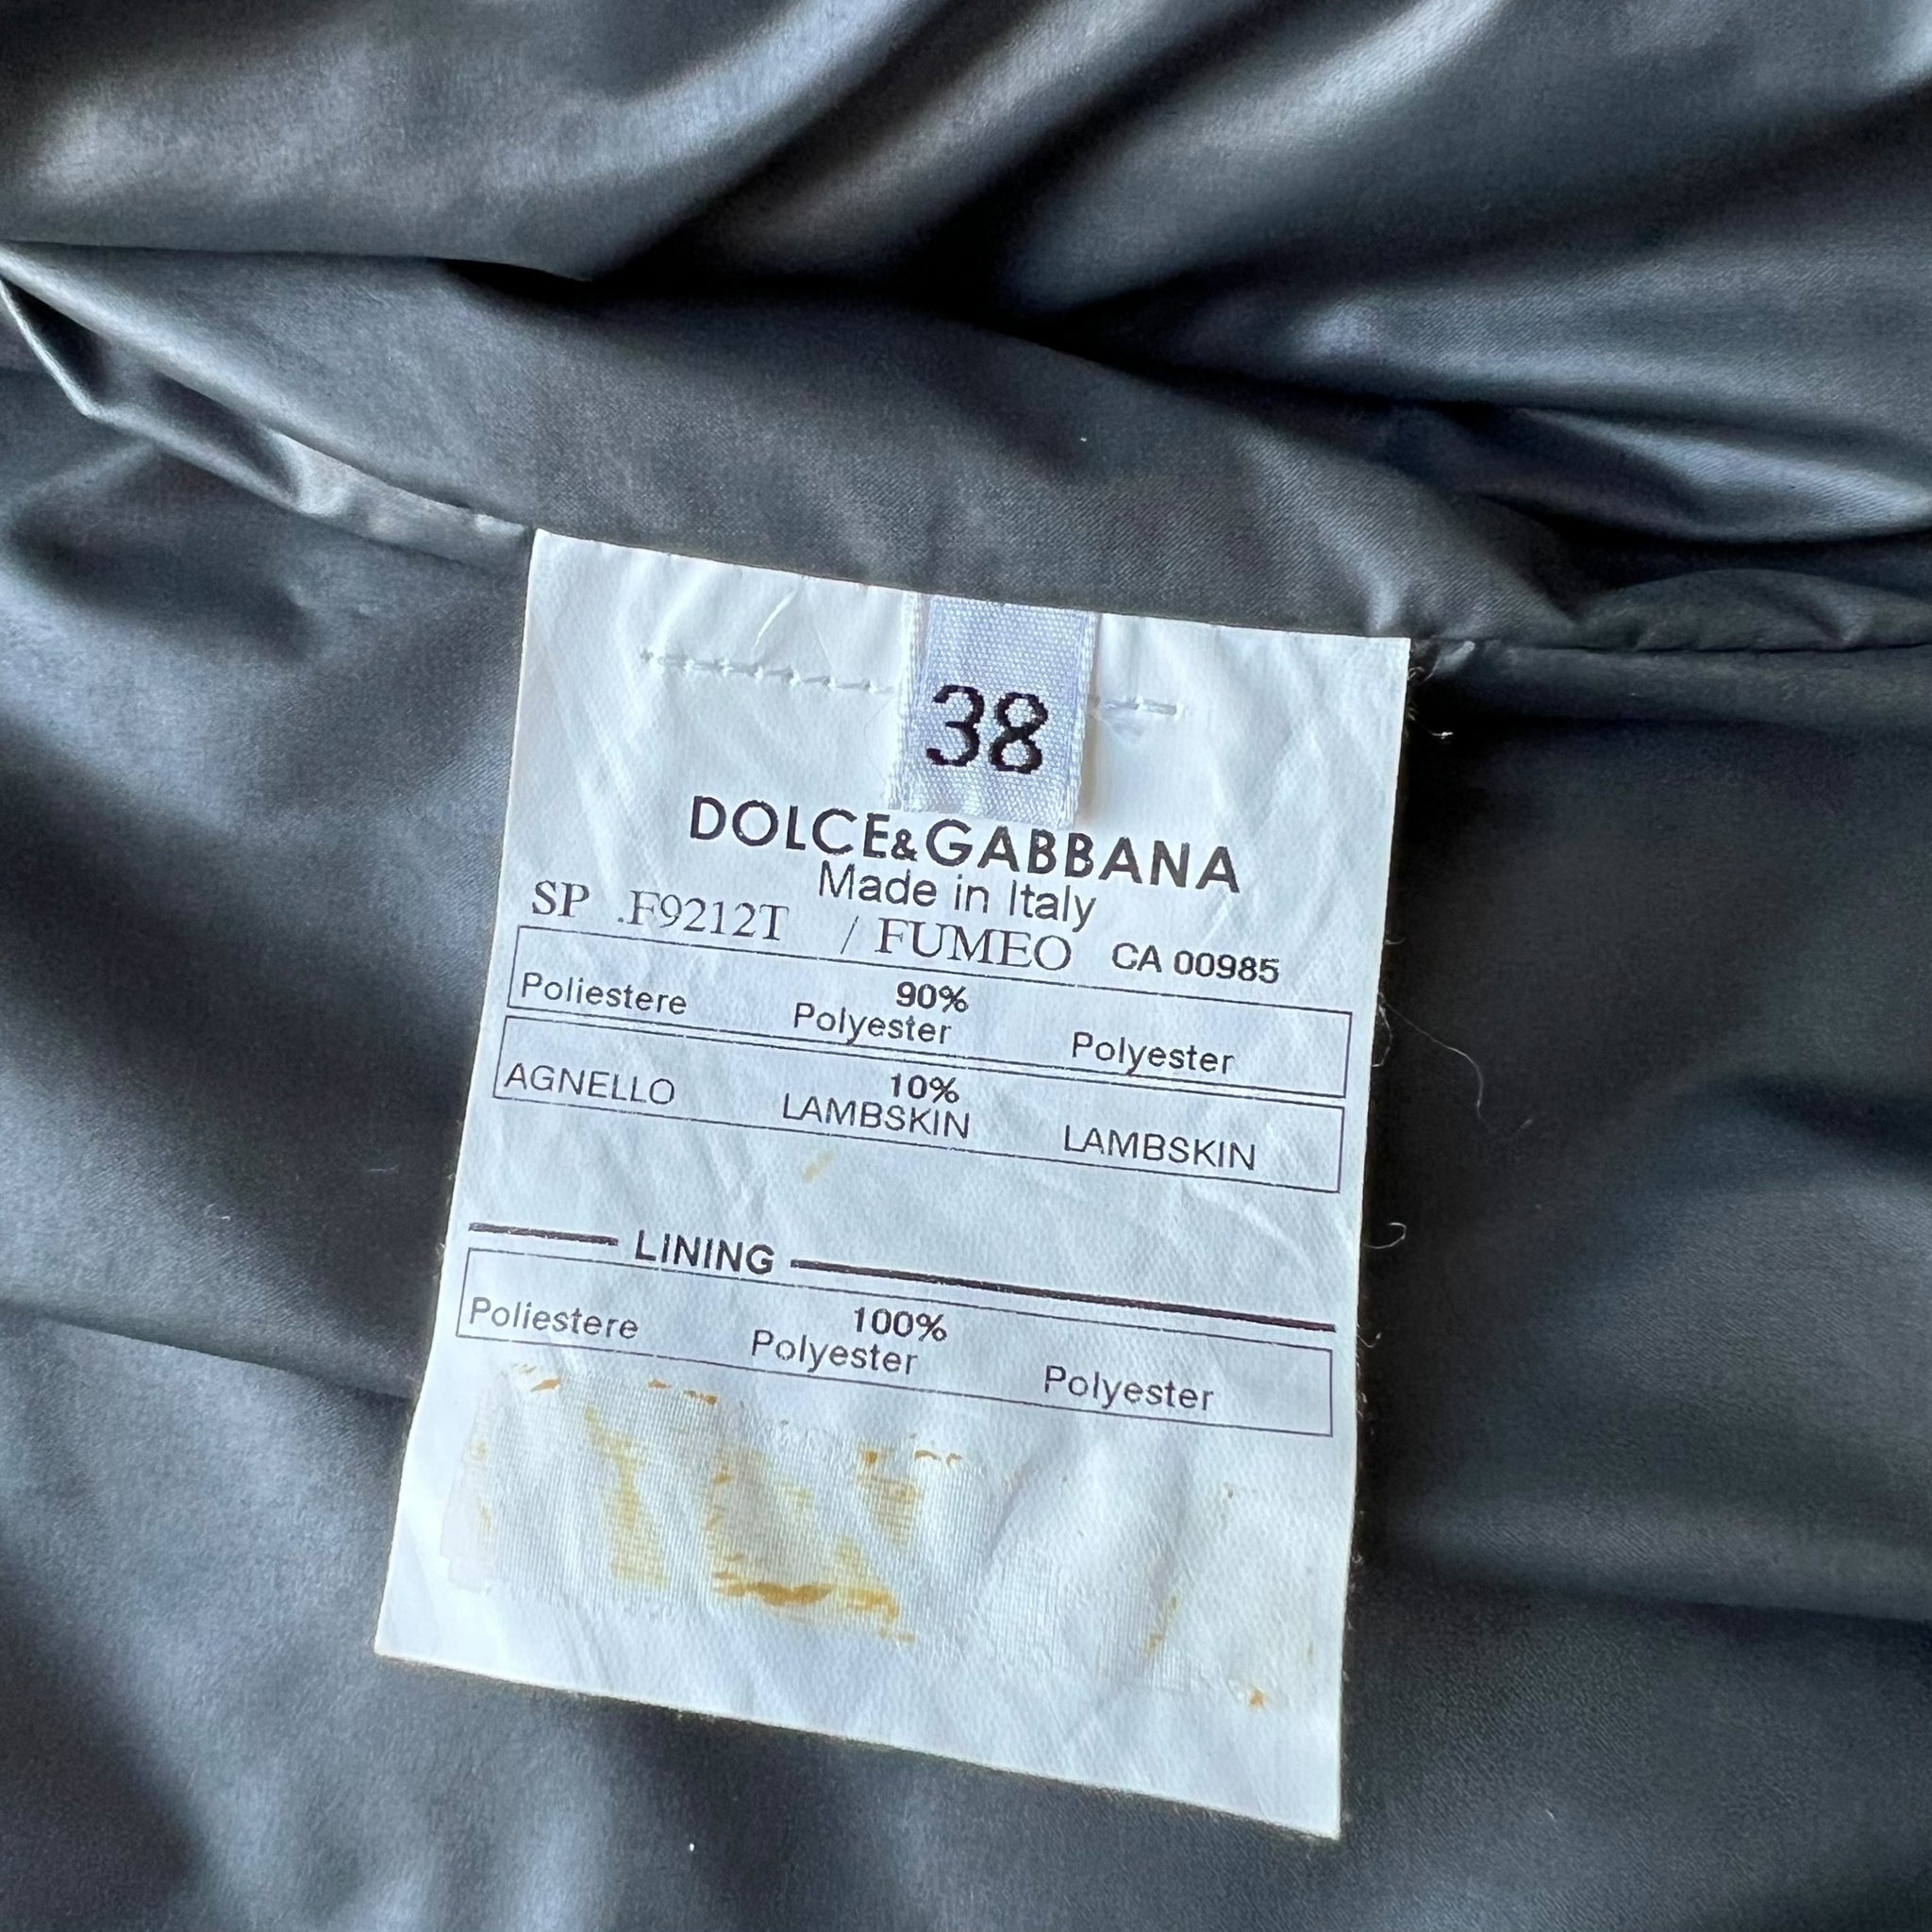 38
DOLCE&GABBANA
Made in Italy
SP .F9212T / FUMEO CA 00985
90%
Poliestere Polyester Polyester
10%
AGNELLO LAMBSKIN LAMBSKIN
LINING
100%
Poliestere Polyester Polyester